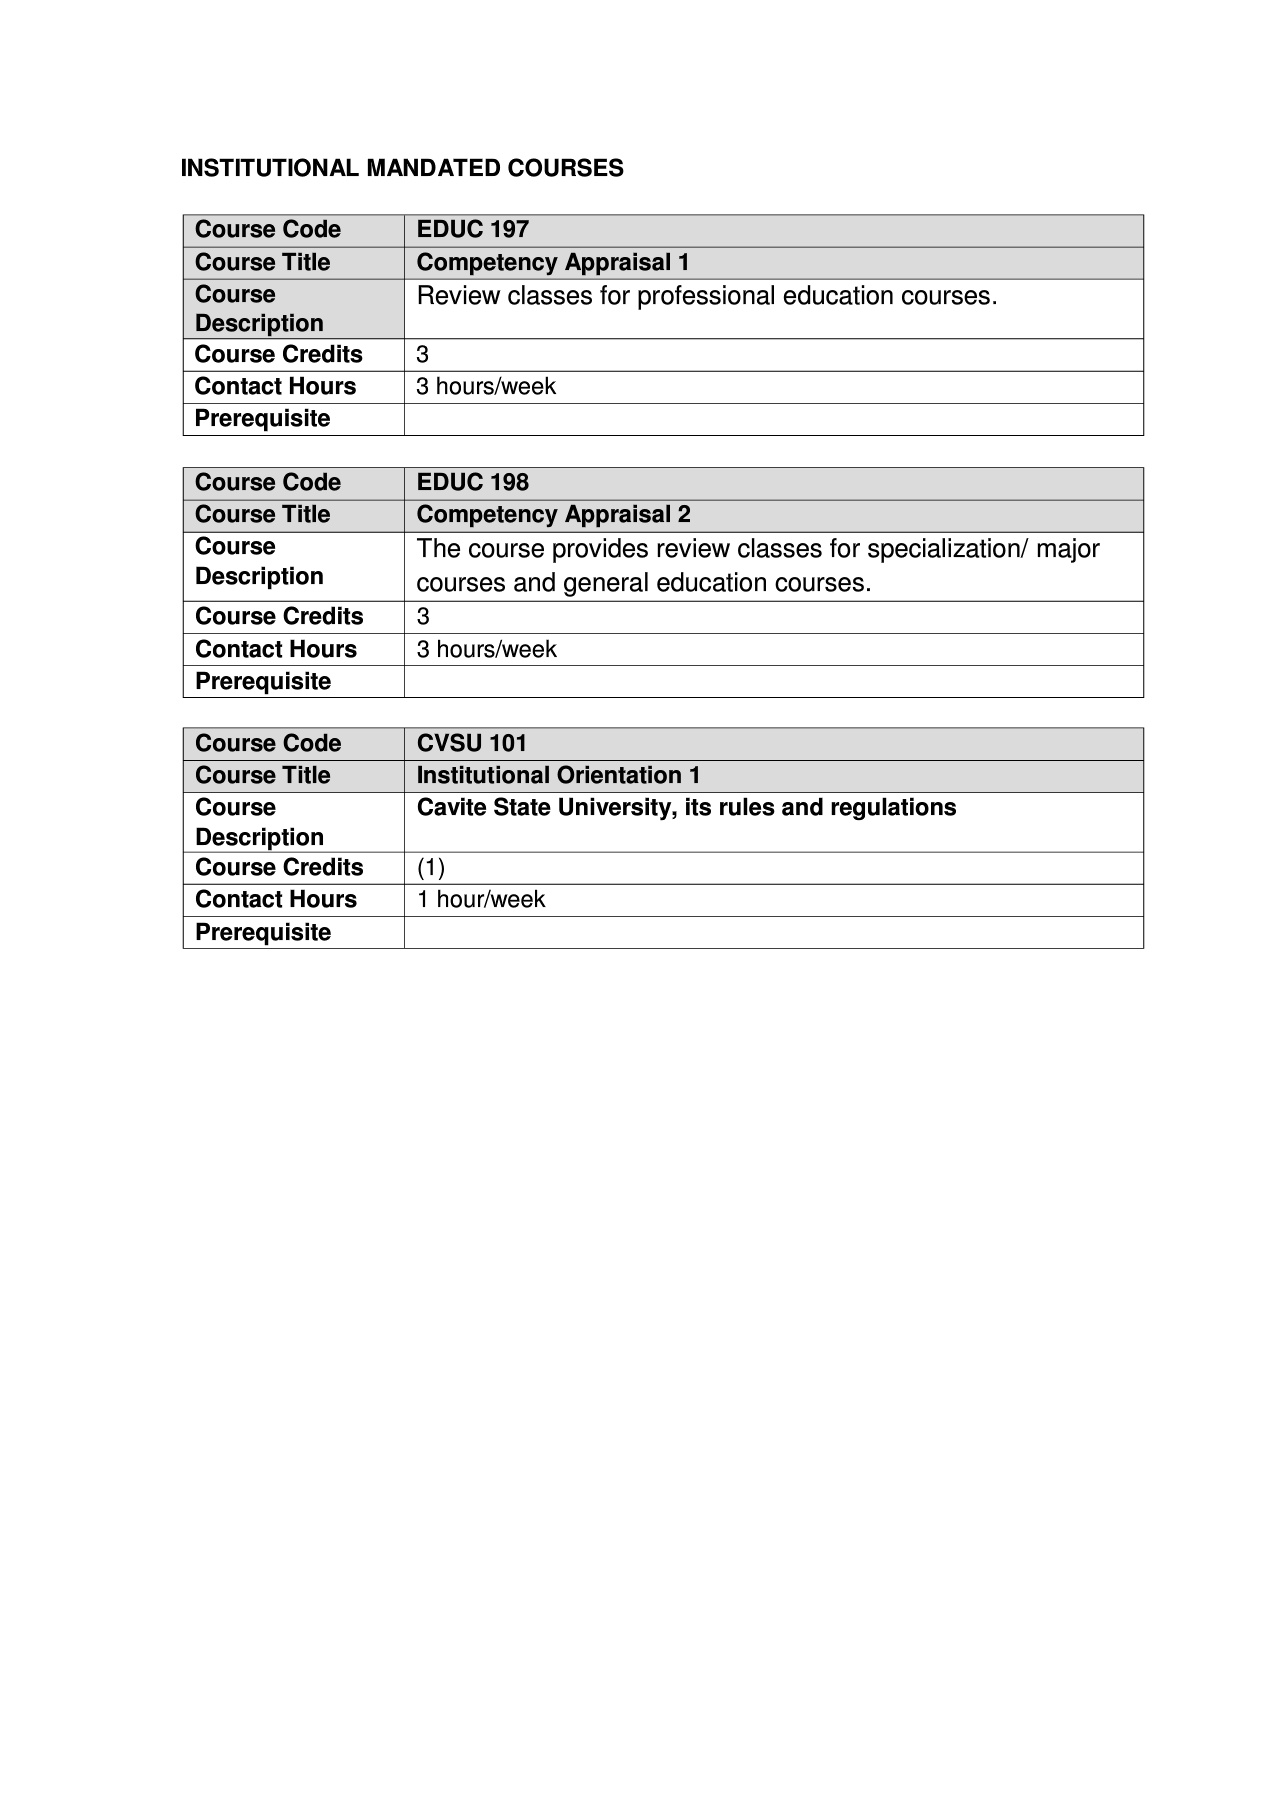 INSTITUTIONAL MANDATED COURSES
Course Code EDUC 197
Course Title Competency Appraisal 1
Course Review classes for professional education courses.
Description
Course Credits 3
Contact Hours 3 hours/week
Prerequisite
Course Code EDUC 198
Course Title Competency Appraisal 2
Course The course provides review classes for specialization/ major
Description courses and general education courses.
Course Credits 3
Contact Hours 3 hours/week
Prerequisite
Course Code CVSU 101
Course Title Institutional Orientation 1
Course Cavite State University, its rules and regulations
Description
Course Credits (1)
Contact Hours 1 hour/week
Prerequisite